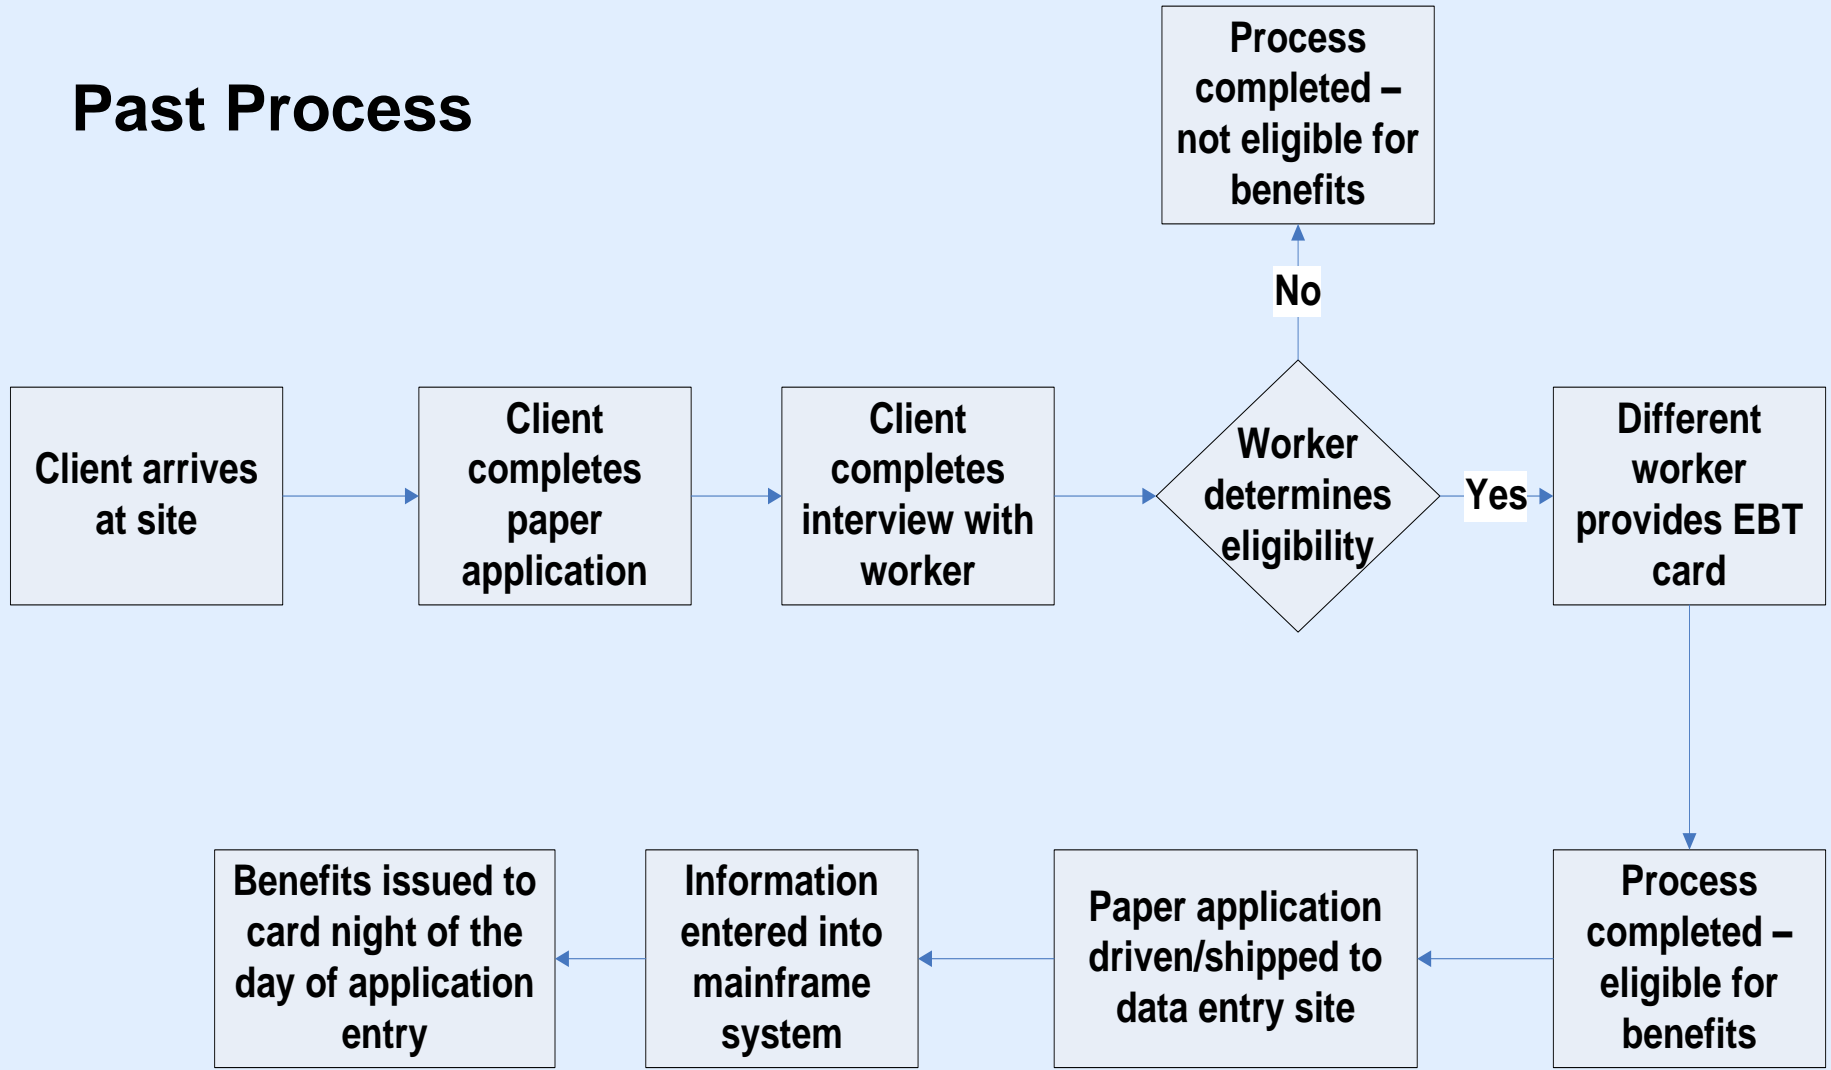 Past Process
Process
completed –
not eligible for
benefits
No
Client arrives
at site
Client
completes
paper
application
Client
completes
interview with
worker
Worker
determines
eligibility
Yes
Different
worker
provides EBT
card
Process
completed –
eligible for
benefits
Paper application
driven/shipped to
data entry site
Information
entered into
mainframe
system
Benefits issued to
card night of the
day of application
entry